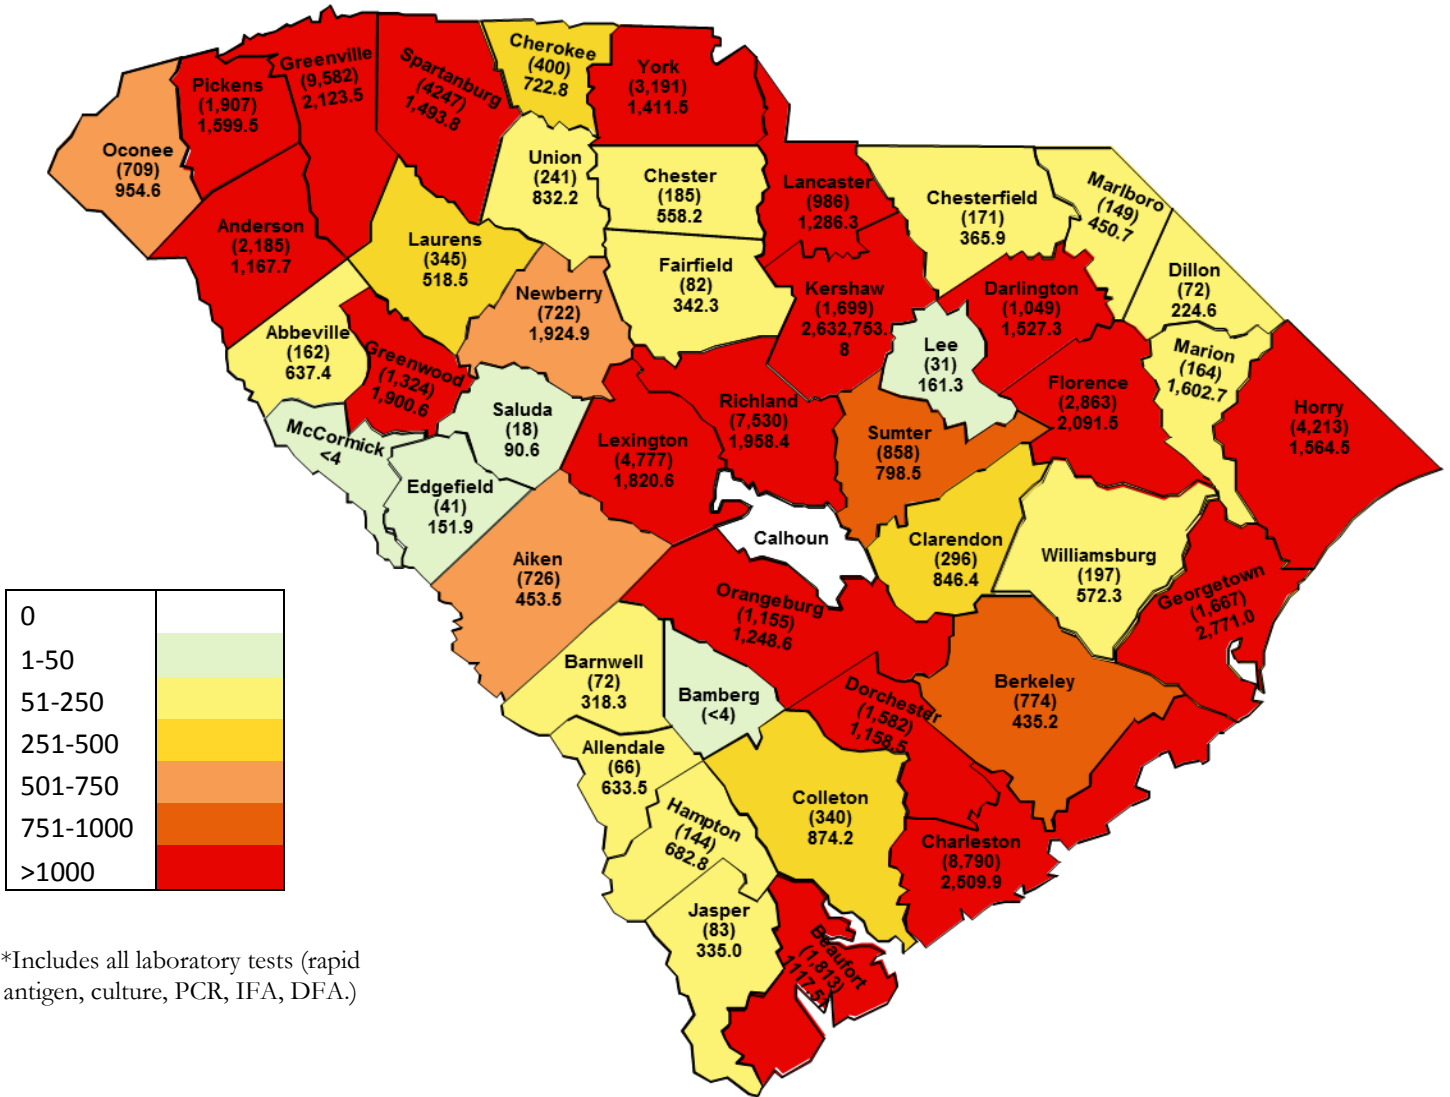 Cherokee
(400)
722.8
York
(3,191)
1,411.5
Greenville
(9,582)
2,123.5
Spartanburg
(4247)
1,493.8
Pickens
(1,907)
1,599.5
Oconee
(709)
954.6
Union
(241)
832.2
Chester
(185)
558.2
Lancaster
(986)
1,286.3
Chesterfield
(171)
365.9
Marlboro
(149)
450.7
Anderson
(2,185)
1,167.7
Laurens
(345)
518.5
Fairfield
(82)
342.3
Newberry
(722)
1,924.9
Kershaw
(1,699)
2,632,753.
8
Darlington
(1,049)
1,527.3
Dillon
(72)
224.6
Abbeville
(162)
637.4
Greenwood
(1,324)
1,900.6
Lee
(31)
161.3
Marion
(164)
1,602.7
Saluda
(18)
90.6
Richland
(7,530)
1,958.4
Florence
(2,863)
2,091.5
Horry
(4,213)
1,564.5
McCormick
<4
Lexington
(4,777)
1,820.6
Sumter
(858)
798.5
Edgefield
(41)
151.9
Calhoun
Clarendon
(296)
846.4
Williamsburg
(197)
572.3
Aiken
(726)
453.5
Orangeburg
(1,155)
1,248.6
Georgetown
(1,667)
2,771.0
Barnwell
(72)
318.3
Bamberg
(<4)
Dorchester
(1,582)
1,158.5
Berkeley
(774)
435.2
Allendale
(66)
633.5
Hampton
(144)
682.8
Colleton
(340)
874.2
Charleston
(8,790)
2,509.9
Jasper
(83)
335.0
Beaufort
(1,813)
1117.5
0
1-50
51-250
251-500
501-750
751-1000
>1000
*Includes all laboratory tests (rapid
antigen, culture, PCR, IFA, DFA.)